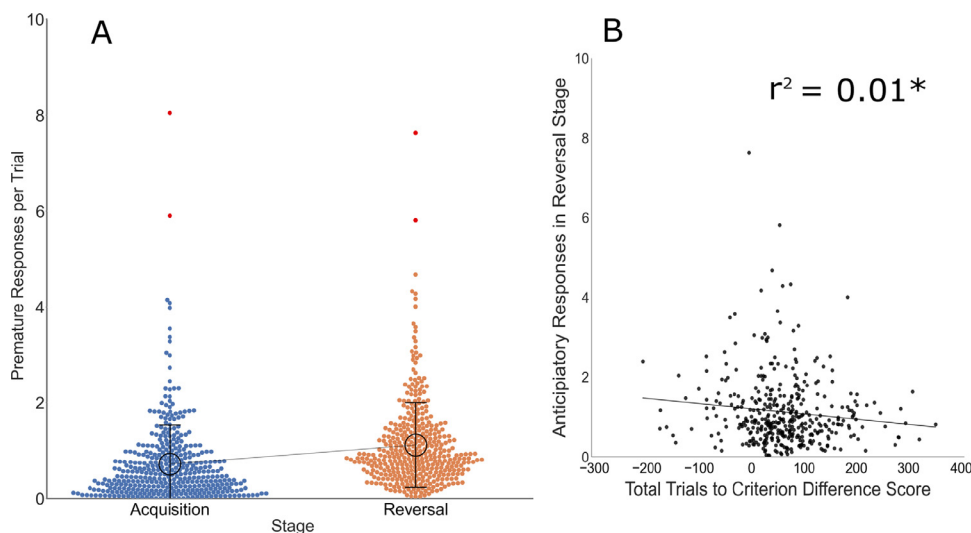 A
Premature Responses per Trial
10
8
6
4
2
0
Acquisition
Reversal
Stage
B
r² = 0.01*
Anticipiatory Responses in Reversal Stage
10
8
6
4
2
0
−300 −200 −100 0 100 200 300 400
Total Trials to Criterion Difference Score